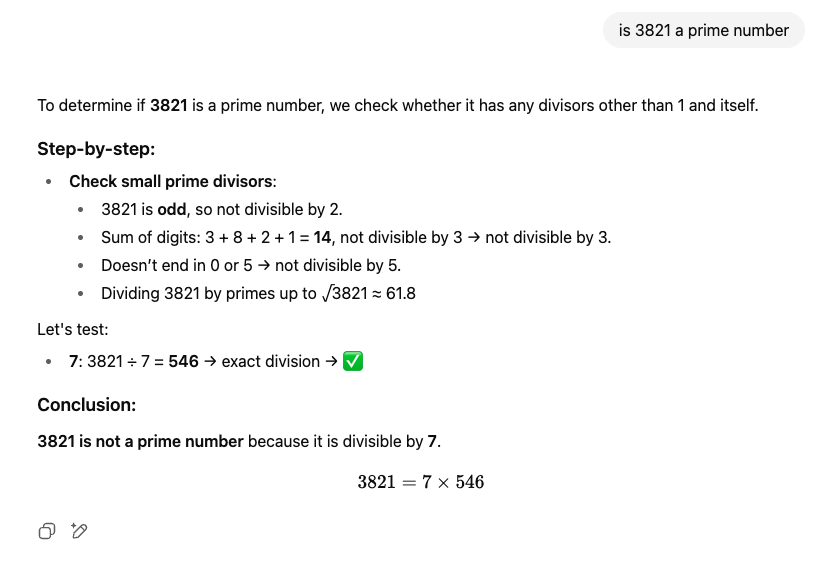 is 3821 a prime number
To determine if 3821 is a prime number, we check whether it has any divisors other than 1 and itself.
Step-by-step:
• Check small prime divisors:
• 3821 is odd, so not divisible by 2.
• Sum of digits: 3 + 8 + 2 + 1 = 14, not divisible by 3 → not divisible by 3.
• Doesn’t end in 0 or 5 → not divisible by 5.
• Dividing 3821 by primes up to √3821 ≈ 61.8
Let's test:
• 7: 3821 ÷ 7 = 546 → exact division → ✅
Conclusion:
3821 is not a prime number because it is divisible by 7.
3821 = 7 × 546